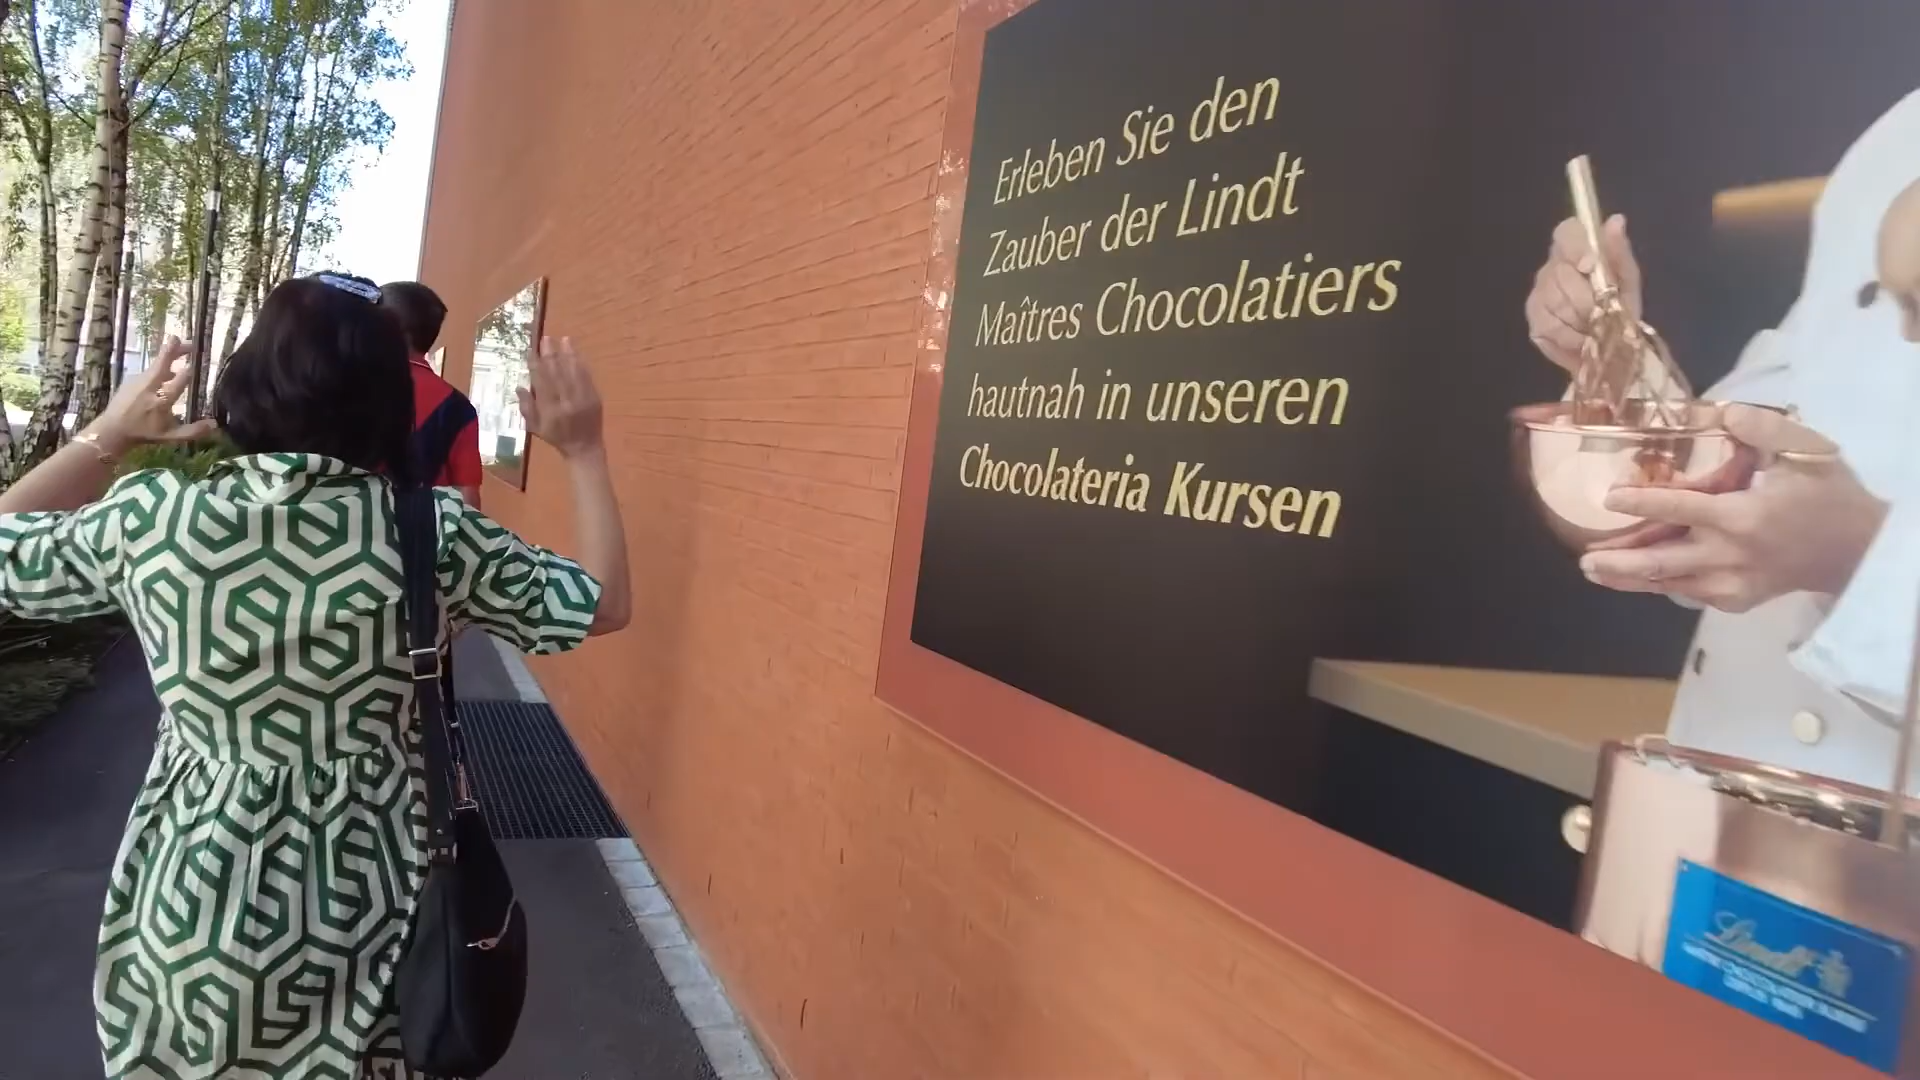 Erleben Sie den
Zauber der Lindt
Maîtres Chocolatiers
hautnah in unseren
Chocolateria Kursen
Lindt